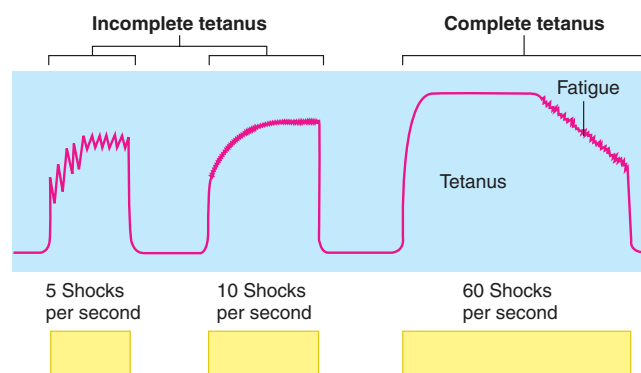 Incomplete tetanus
Complete tetanus
Fatigue
Tetanus
5 Shocks
per second
10 Shocks
per second
60 Shocks
per second